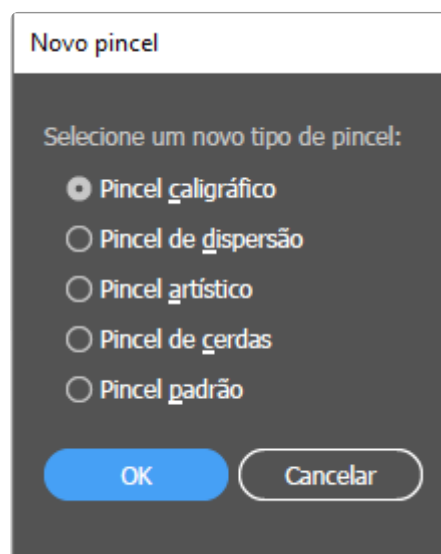 Novo pincel
Selecione um novo tipo de pincel:
Pincel caligráfico
Pincel de dispersão
Pincel artístico
Pincel de cerdas
Pincel padrão
OK Cancelar